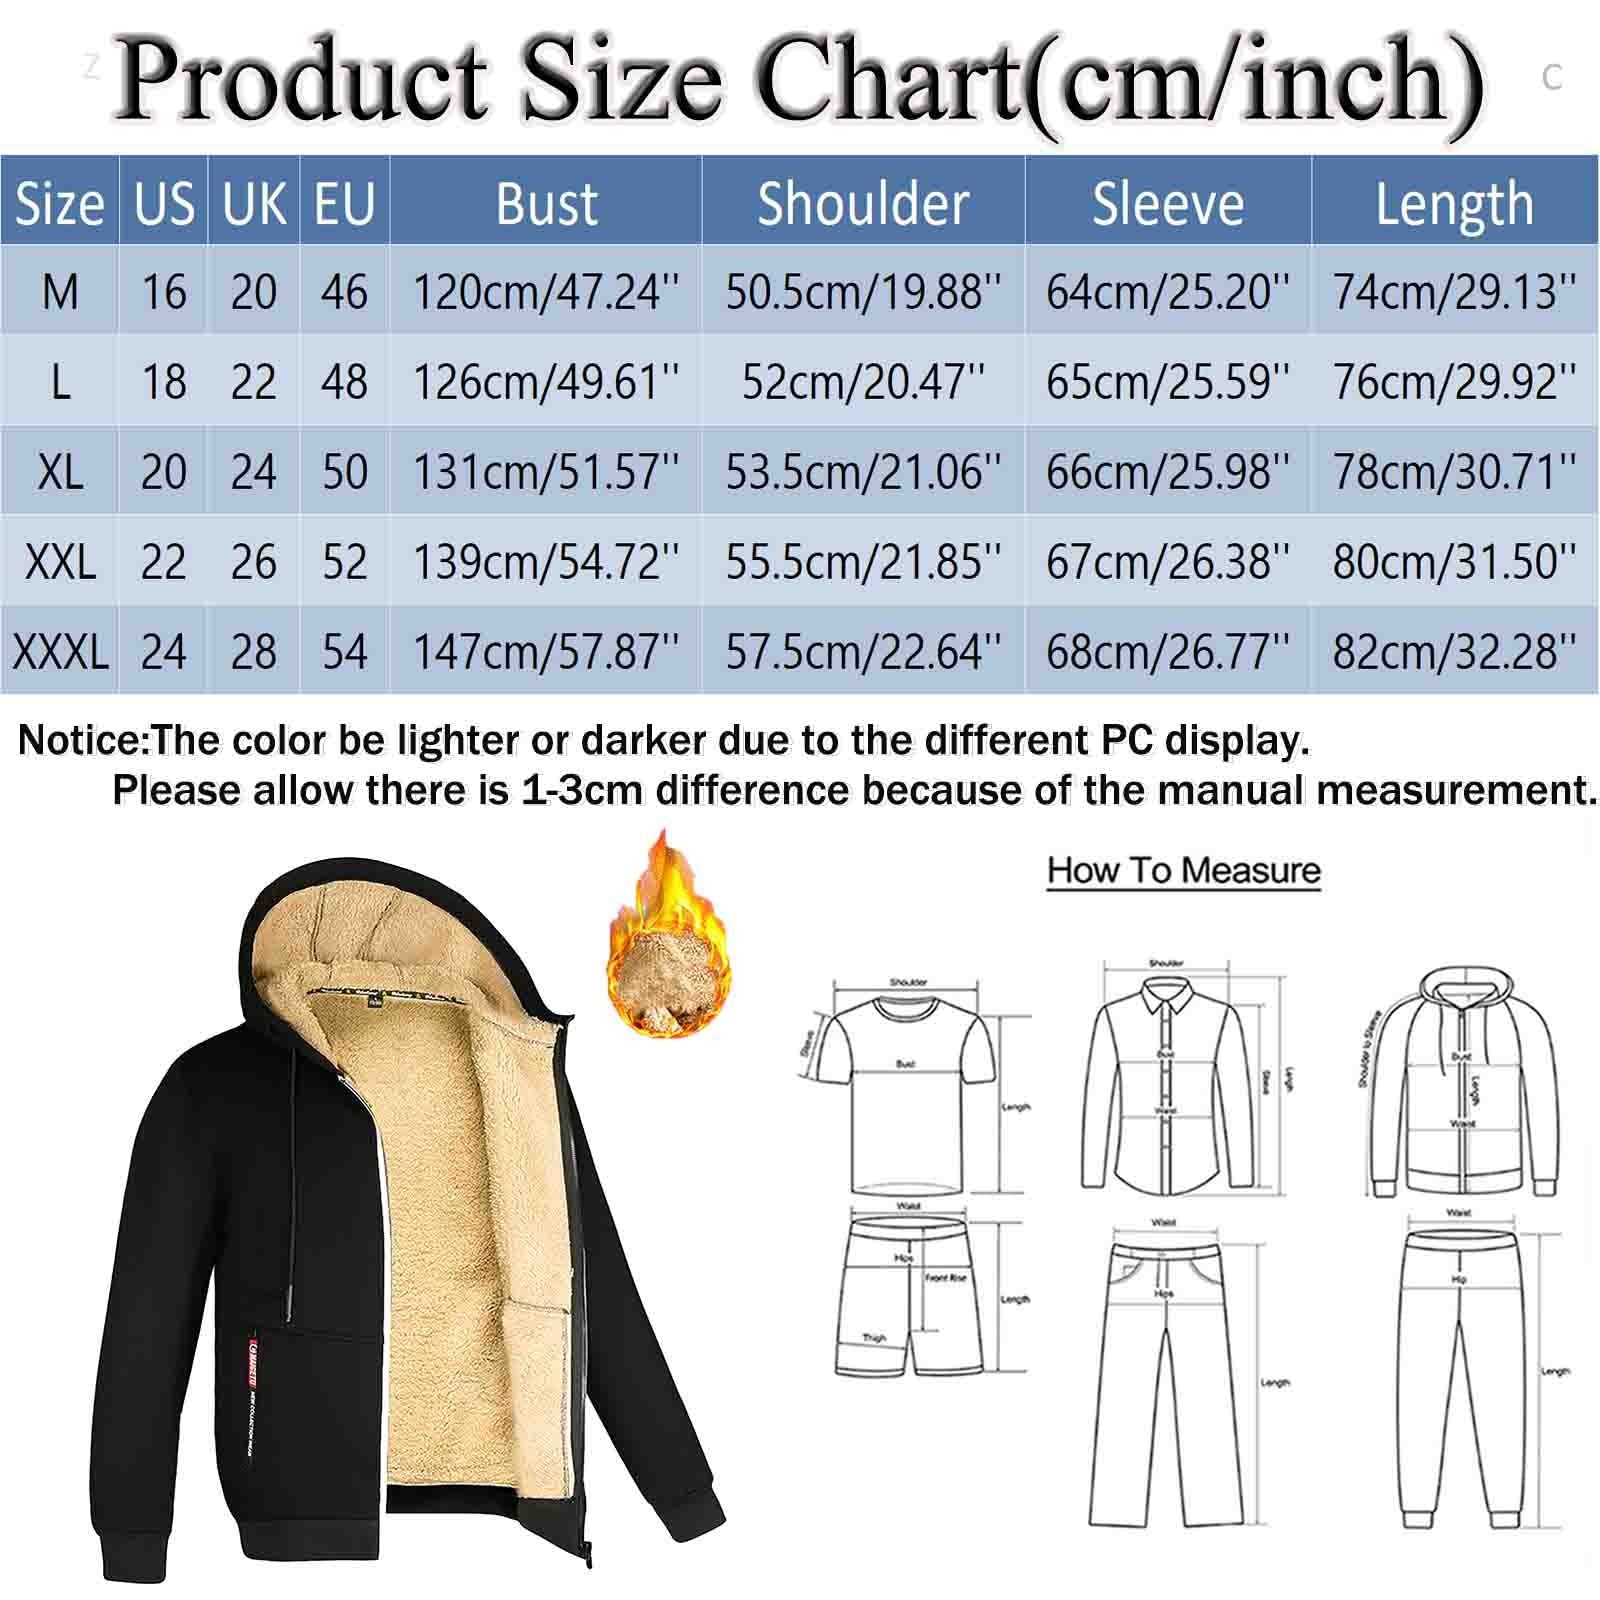 Z
Product Size Chart(cm/inch)
C
Size US UK EU Bust Shoulder Sleeve Length
M 16 20 46 120cm/47.24'' 50.5cm/19.88'' 64cm/25.20'' 74cm/29.13''
L 18 22 48 126cm/49.61'' 52cm/20.47'' 65cm/25.59'' 76cm/29.92''
XL 20 24 50 131cm/51.57'' 53.5cm/21.06'' 66cm/25.98'' 78cm/30.71''
XXL 22 26 52 139cm/54.72'' 55.5cm/21.85'' 67cm/26.38'' 80cm/31.50''
XXXL 24 28 54 147cm/57.87'' 57.5cm/22.64'' 68cm/26.77'' 82cm/32.28''
Notice:The color be lighter or darker due to the different PC display.
Please allow there is 1-3cm difference because of the manual measurement.
How To Measure
Shoulder
Sleeve
Bust
Length
Shoulder
Bust
Waist
Sleeve
Length
Shoulder to Sleeve
Bust
Length
Waist
Waist
Hips
Front Rise
Thigh
Length
Waist
Hips
Length
Waist
Hip
Length
MEN COLLECTION WEAR